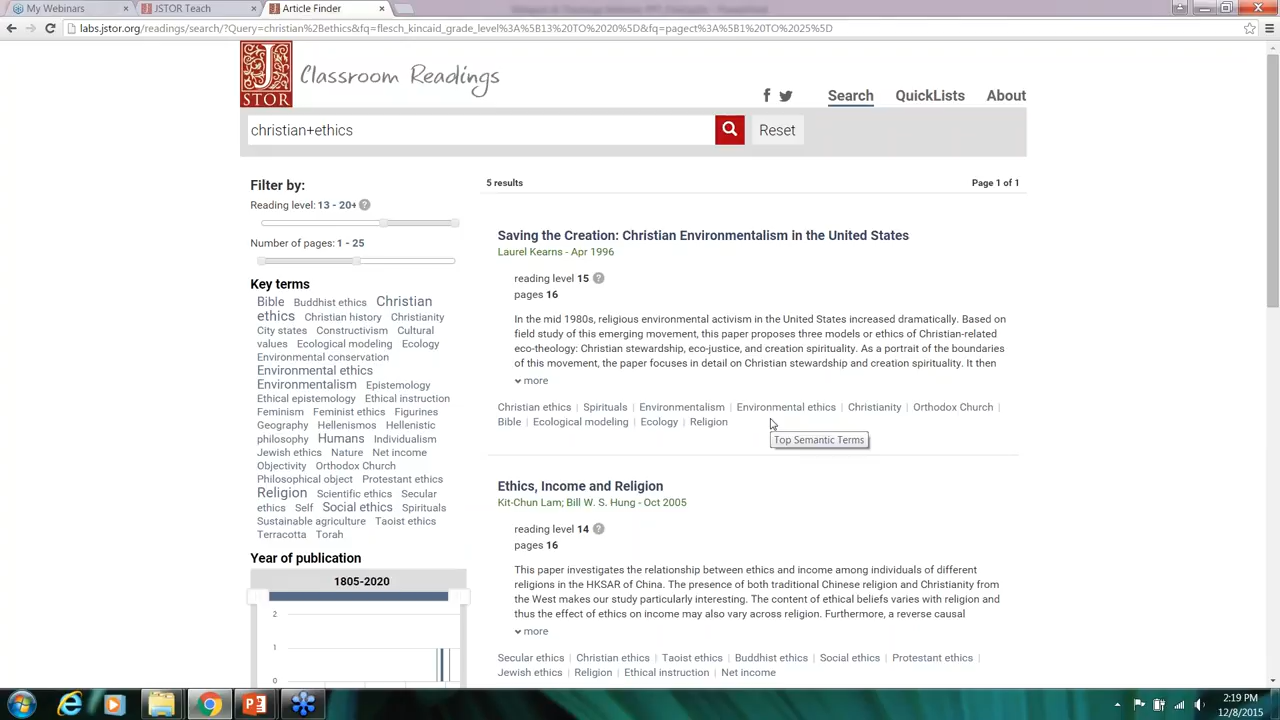 My Webinars
JSTOR Teach
Article Finder
labs.jstor.org/readings/search/?Query=christian%2Bethics&fq=flesch_kincaid_grade_level%3A%5B13%20TO%2020%5D&fq=pagect%3A%5B1%20TO%2025%5D
JSTOR
Classroom Readings
Search
QuickLists
About
christian+ethics
Reset
Filter by:
Reading level: 13 - 20+ ?
Number of pages: 1 - 25
Key terms
Bible Buddhist ethics Christian
ethics Christian history Christianity
City states Constructivism Cultural
values Ecological modeling Ecology
Environmental conservation
Environmental ethics
Environmentalism Epistemology
Ethical epistemology Ethical instruction
Feminism Feminist ethics Figurines
Geography Hellenismos Hellenistic
philosophy Humans Individualism
Jewish ethics Nature Net income
Objectivity Orthodox Church
Philosophical object Protestant ethics
Religion Scientific ethics Secular
ethics Self Social ethics Spirituals
Sustainable agriculture Taoist ethics
Terracotta Torah
Year of publication
1805-2020
2
1
0
5 results
Page 1 of 1
Saving the Creation: Christian Environmentalism in the United States
Laurel Kearns - Apr 1996
reading level 15 ?
pages 16
In the mid 1980s, religious environmental activism in the United States increased dramatically. Based on
field study of this emerging movement, this paper proposes three models or ethics of Christian-related
eco-theology: Christian stewardship, eco-justice, and creation spirituality. As a portrait of the boundaries
of this movement, the paper focuses in detail on Christian stewardship and creation spirituality. It then
more
Christian ethics | Spirituals | Environmentalism | Environmental ethics | Christianity | Orthodox Church |
Bible | Ecological modeling | Ecology | Religion
Top Semantic Terms
Ethics, Income and Religion
Kit-Chun Lam; Bill W. S. Hung - Oct 2005
reading level 14 ?
pages 16
This paper investigates the relationship between ethics and income among individuals of different
religions in the HKSAR of China. The presence of both traditional Chinese religion and Christianity from
the West makes our study particularly interesting. The content of ethical beliefs varies with religion and
thus the effect of ethics on income may also vary across religion. Furthermore, a reverse causal
more
Secular ethics | Christian ethics | Taoist ethics | Buddhist ethics | Social ethics | Protestant ethics |
Jewish ethics | Religion | Ethical instruction | Net income
2:19 PM
12/8/2015